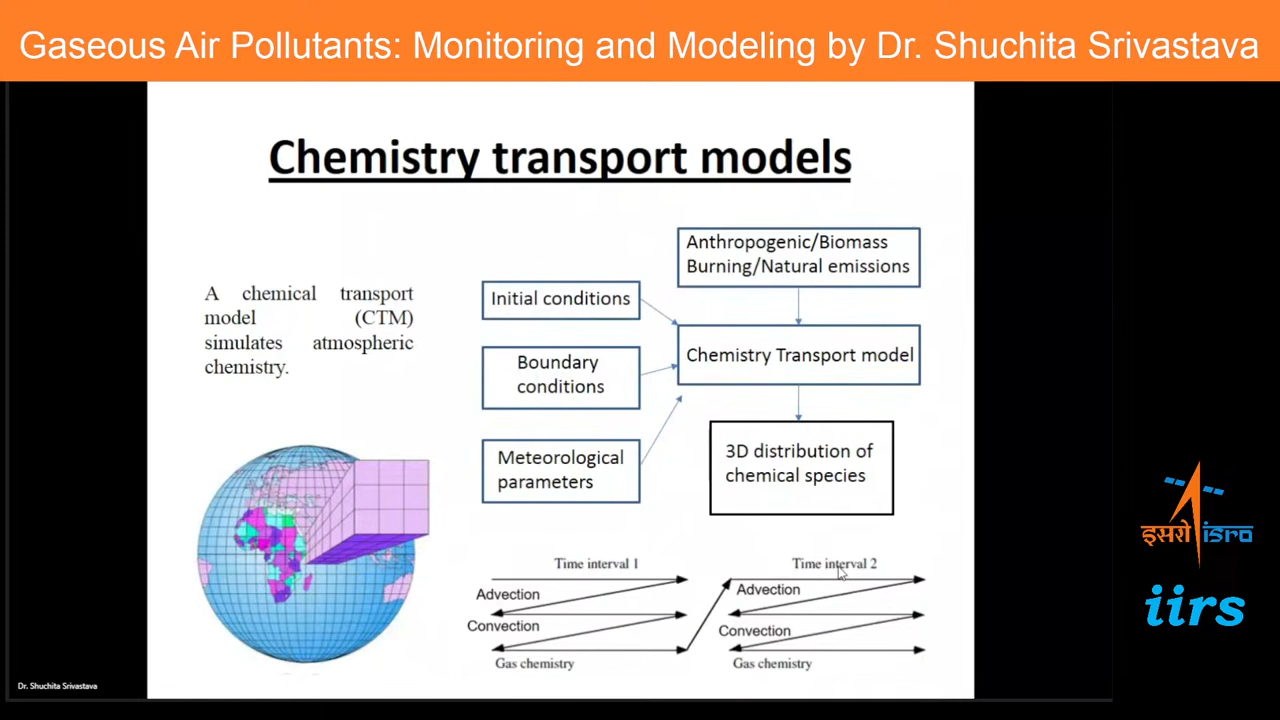 Gaseous Air Pollutants: Monitoring and Modeling by Dr. Shuchita Srivastava
Chemistry transport models
A chemical transport
model (CTM)
simulates atmospheric
chemistry.
Initial conditions
Boundary
conditions
Meteorological
parameters
Anthropogenic/Biomass
Burning/Natural emissions
Chemistry Transport model
3D distribution of
chemical species
Time interval 1
Advection
Convection
Gas chemistry
Time interval 2
Advection
Convection
Gas chemistry
इसरो isro
iirs
Dr. Shuchita Srivastava